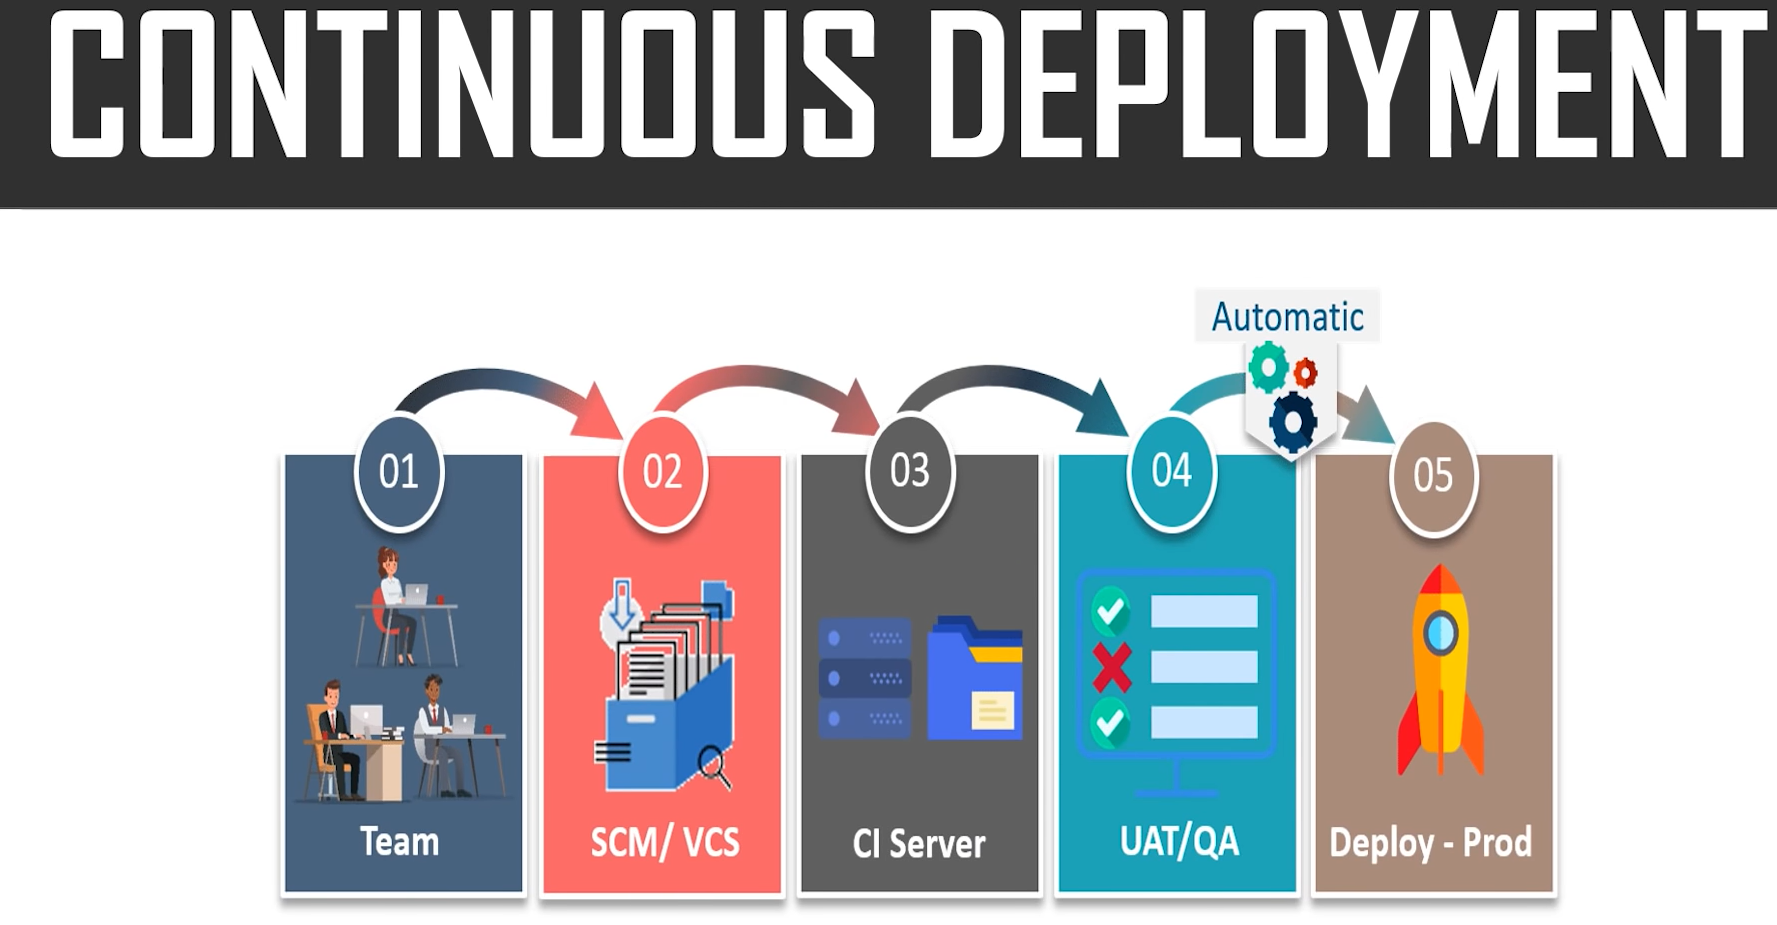 CONTINUOUS DEPLOYMENT
Automatic
01
02
03
04
05
Team
SCM/ VCS
CI Server
UAT/QA
Deploy - Prod